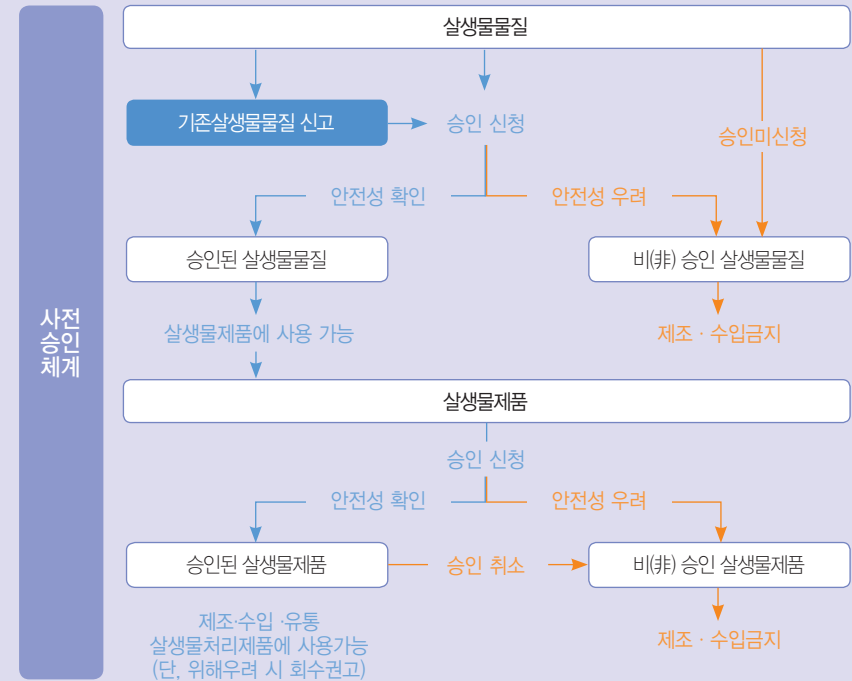 사전
승인
체계
살생물물질
기존살생물물질 신고
승인 신청
승인미신청
안전성 확인
안전성 우려
승인된 살생물물질
비(非) 승인 살생물물질
살생물제품에 사용 가능
제조 · 수입금지
살생물제품
승인 신청
안전성 확인
안전성 우려
승인된 살생물제품
승인 취소
비(非) 승인 살생물제품
제조·수입 ·유통
살생물처리제품에 사용가능
(단, 위해우려 시 회수권고)
제조 · 수입금지